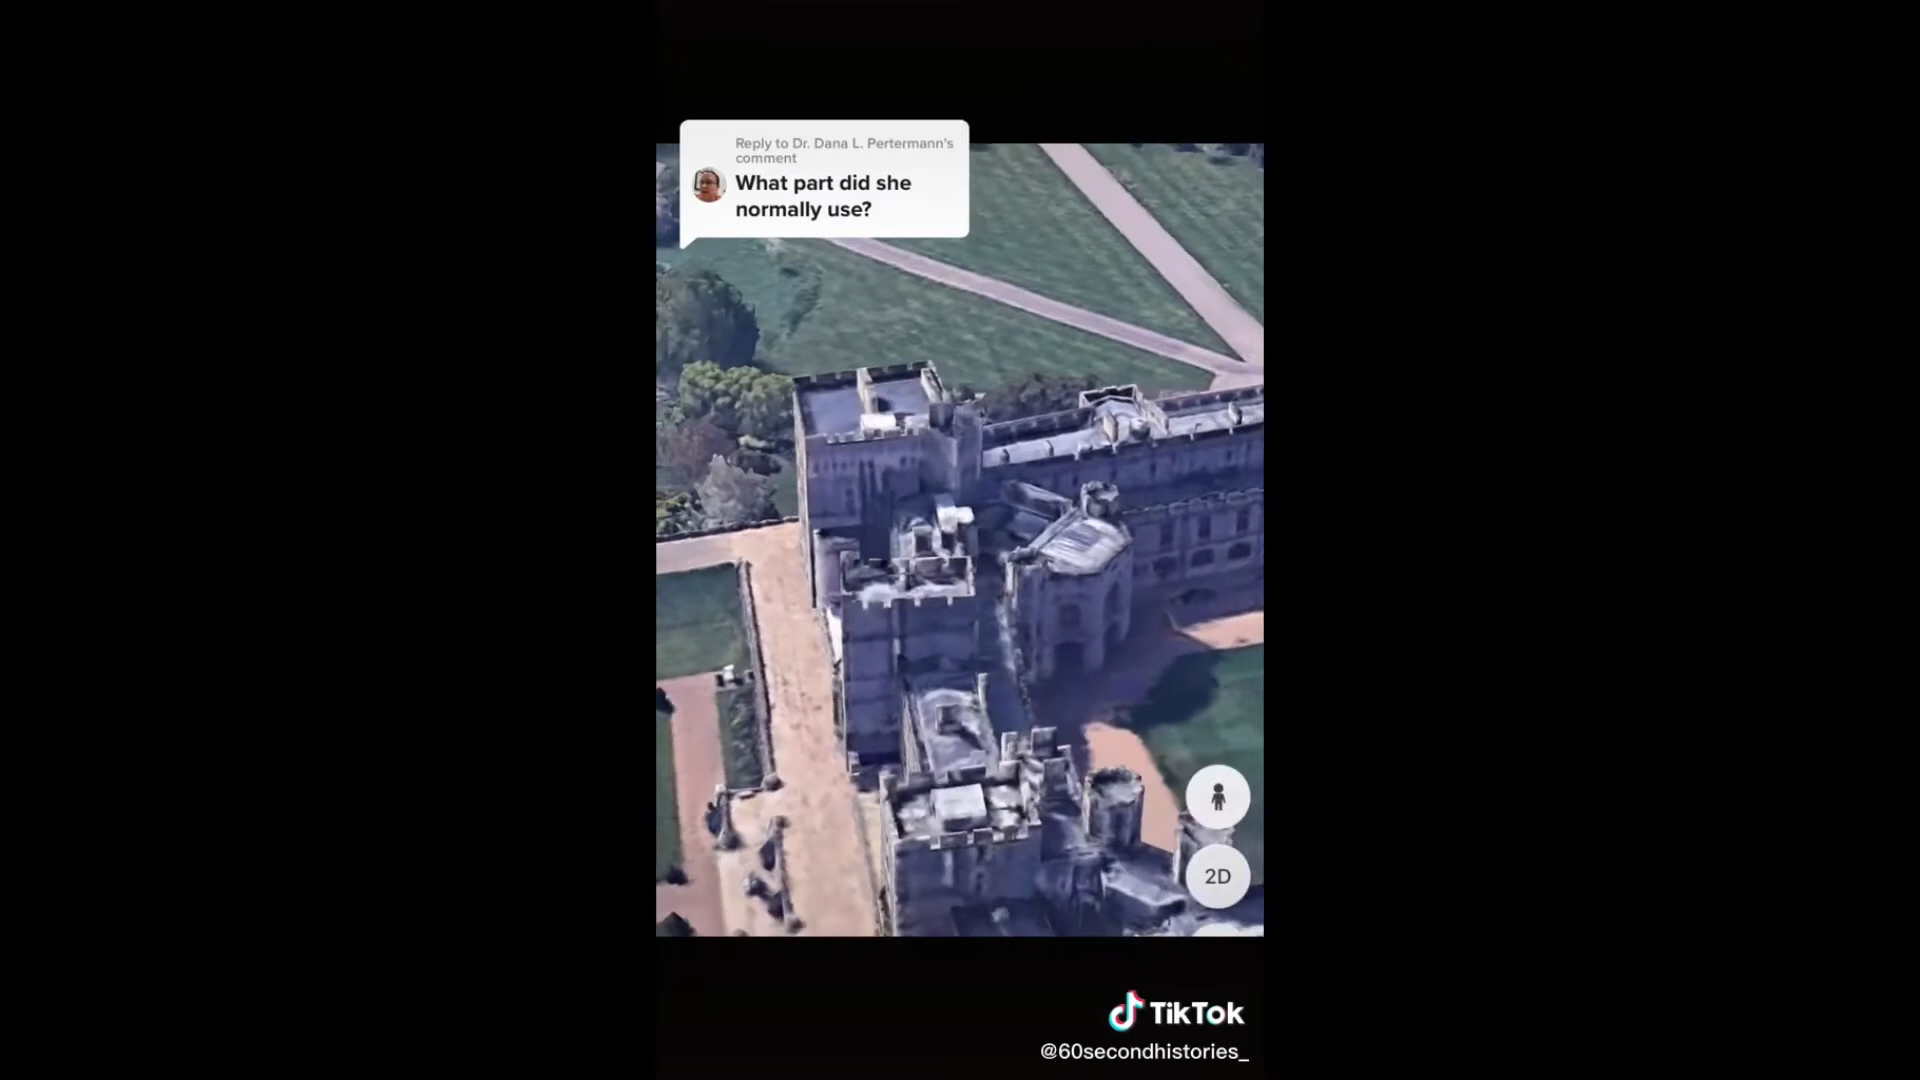 Reply to Dr. Dana L. Pertermann's
comment
What part did she
normally use?
2D
TikTok
@60secondhistories_